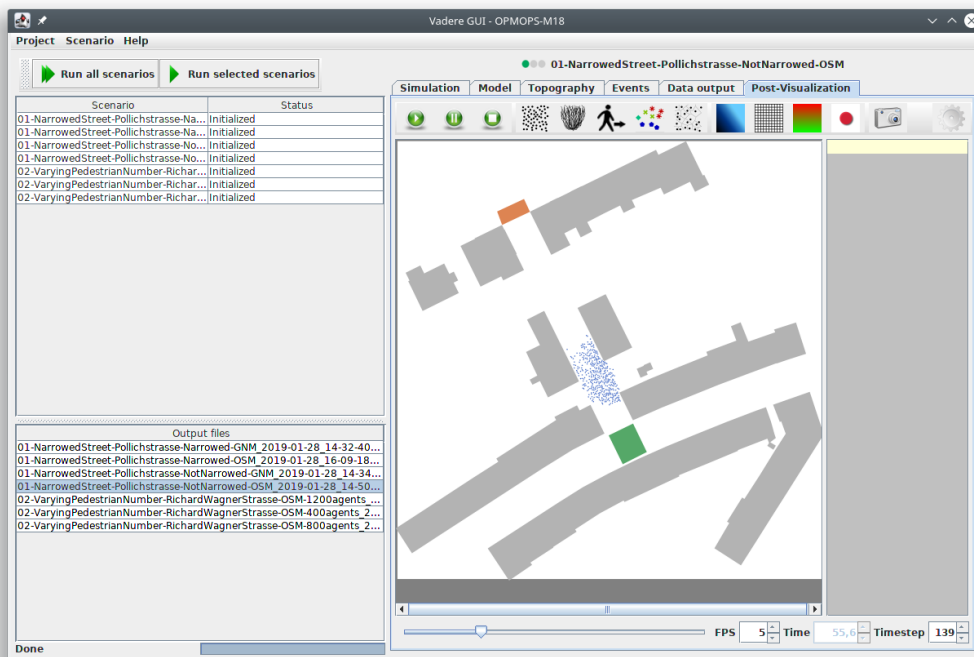 Vadere GUI - OPMOPS-M18
Project Scenario Help
Run all scenarios Run selected scenarios
01-NarrowedStreet-Pollichstrasse-NotNarrowed-OSM
Simulation Model Topography Events Data output Post-Visualization
Scenario Status
01-NarrowedStreet-Pollichstrasse-Na... Initialized
01-NarrowedStreet-Pollichstrasse-Na... Initialized
01-NarrowedStreet-Pollichstrasse-No... Initialized
01-NarrowedStreet-Pollichstrasse-No... Initialized
02-VaryingPedestrianNumber-Richar... Initialized
02-VaryingPedestrianNumber-Richar... Initialized
02-VaryingPedestrianNumber-Richar... Initialized
Output files
01-NarrowedStreet-Pollichstrasse-Narrowed-GNM_2019-01-28_14-32-40...
01-NarrowedStreet-Pollichstrasse-Narrowed-OSM_2019-01-28_16-09-18...
01-NarrowedStreet-Pollichstrasse-NotNarrowed-GNM_2019-01-28_14-34...
01-NarrowedStreet-Pollichstrasse-NotNarrowed-OSM_2019-01-28_14-50...
02-VaryingPedestrianNumber-RichardWagnerStrasse-OSM-1200agents_...
02-VaryingPedestrianNumber-RichardWagnerStrasse-OSM-400agents_2...
02-VaryingPedestrianNumber-RichardWagnerStrasse-OSM-800agents_2...
FPS 5 Time 55,6 Timestep 139
Done